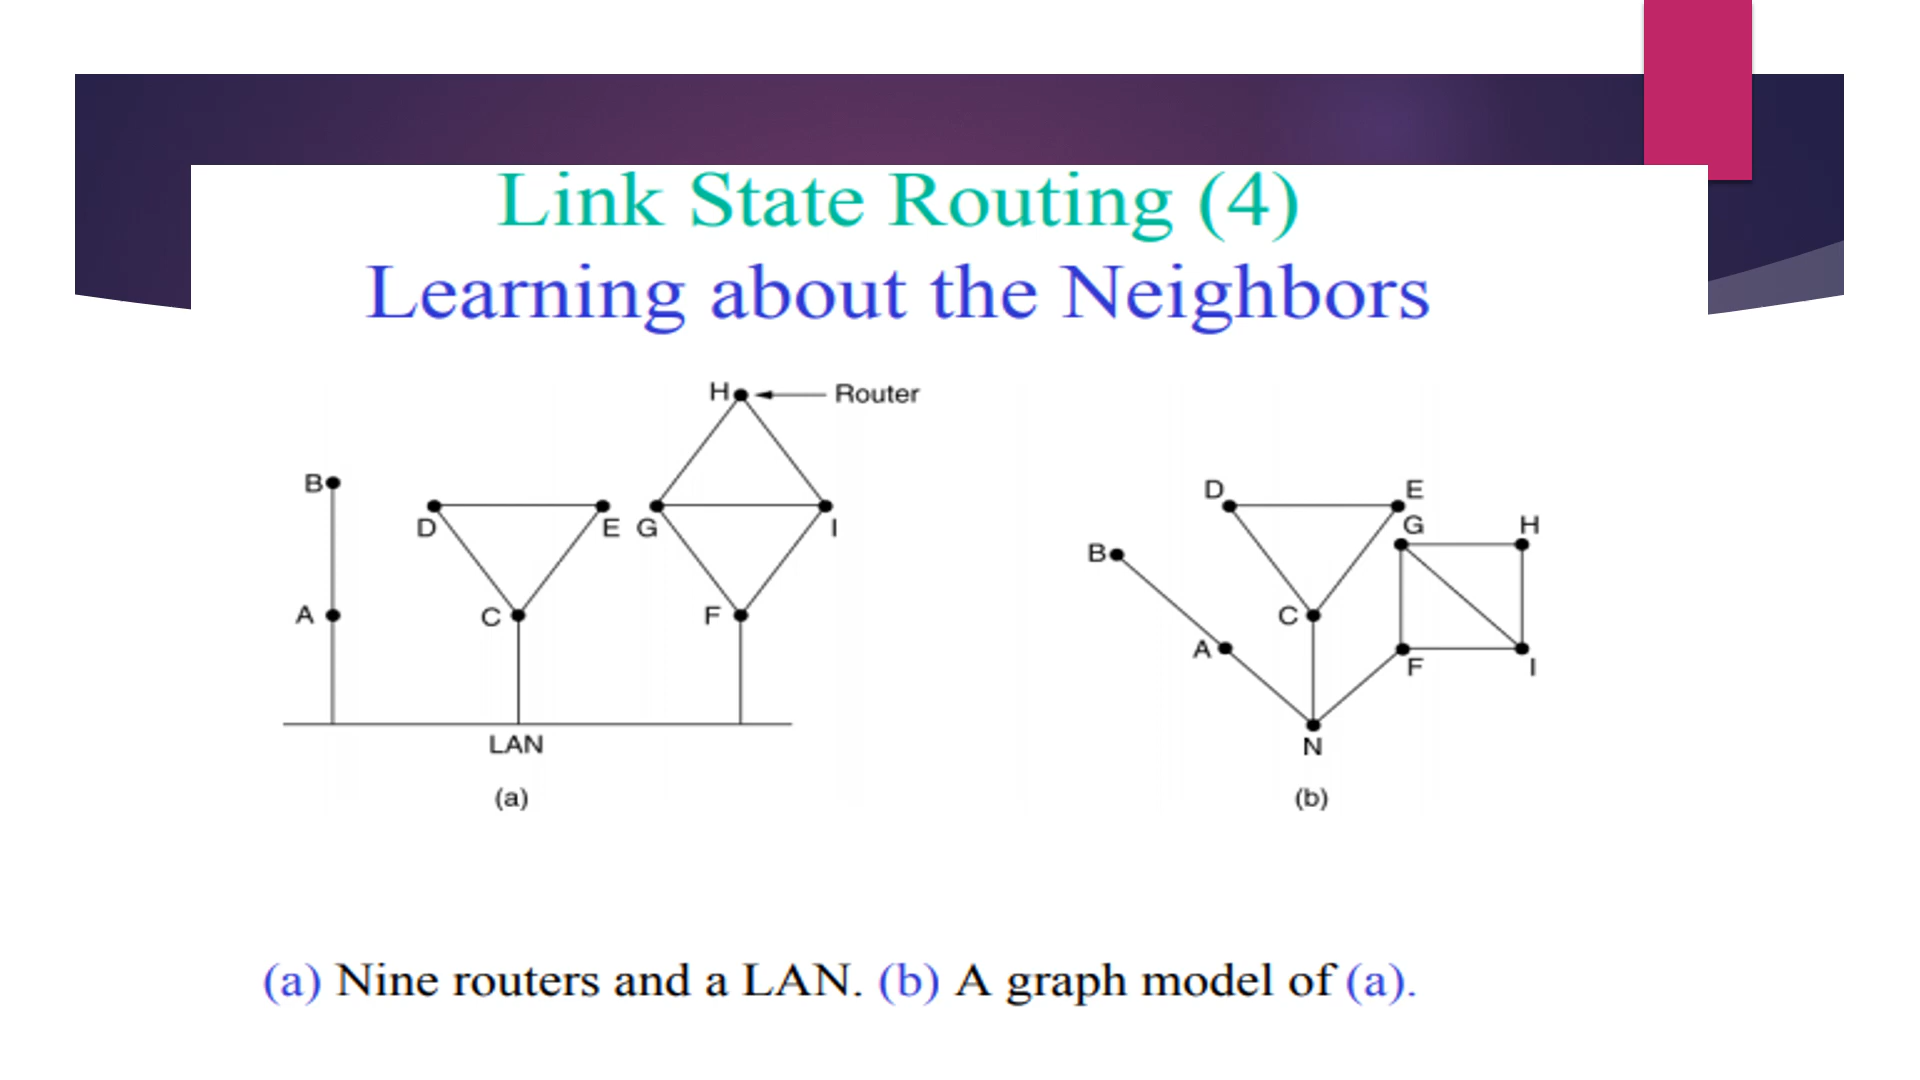 Link State Routing (4)
Learning about the Neighbors
H
Router
B
D
E
G
I
A
C
F
LAN
(a)
D
E
G
H
B
C
A
F
I
N
(b)
(a) Nine routers and a LAN. (b) A graph model of (a).